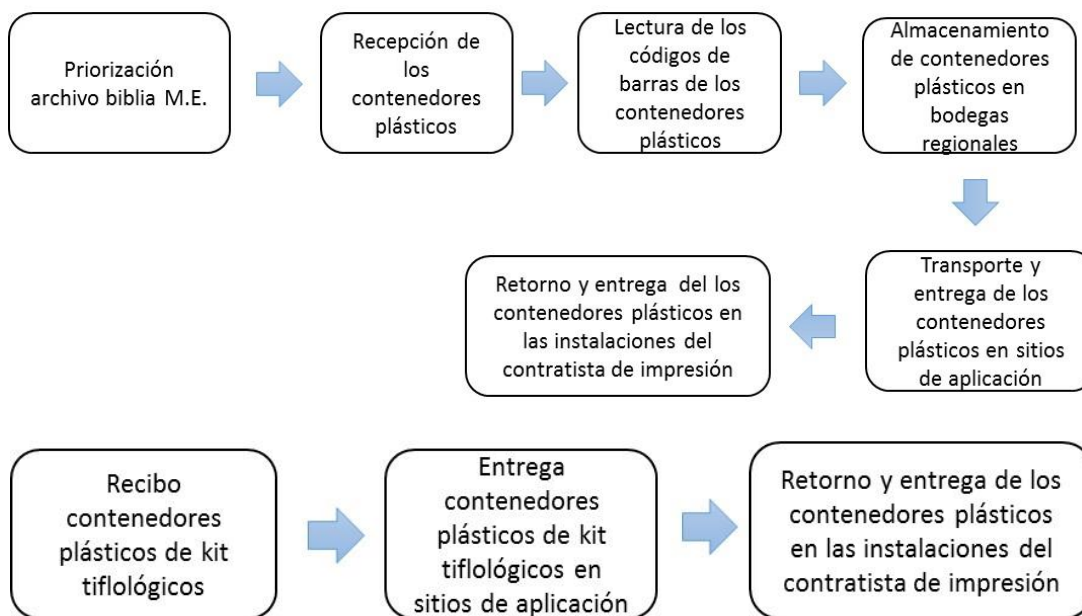 Priorización
archivo biblia M.E.
Recepción de
los
contenedores
plásticos
Lectura de los
códigos de
barras de los
contenedores
plásticos
Almacenamiento
de contenedores
plásticos en
bodegas
regionales
Transporte y
entrega de los
contenedores
plásticos en sitios
de aplicación
Retorno y entrega del los
contenedores plásticos en
las instalaciones del
contratista de impresión
Recibo
contenedores
plásticos de kit
tiflológicos
Entrega
contenedores
plásticos de kit
tiflológicos en
sitios de aplicación
Retorno y entrega de los
contenedores plásticos
en las instalaciones del
contratista de impresión